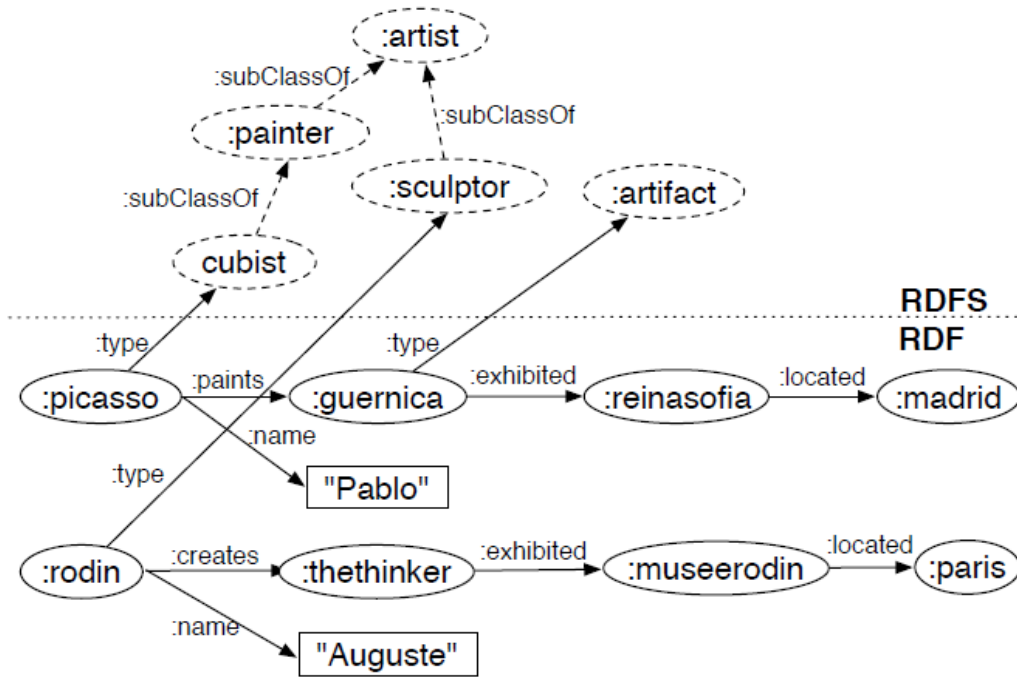 :artist
:subClassOf
:painter
:subClassOf
:sculptor
:artifact
:subClassOf
cubist
RDFS
:type
:type
RDF
:picasso
:paints
:guernica
:exhibited
:reinasofia
:located
:madrid
:name
:type
"Pablo"
:rodin
:creates
:thethinker
:exhibited
:museerodin
:located
:paris
:name
"Auguste"